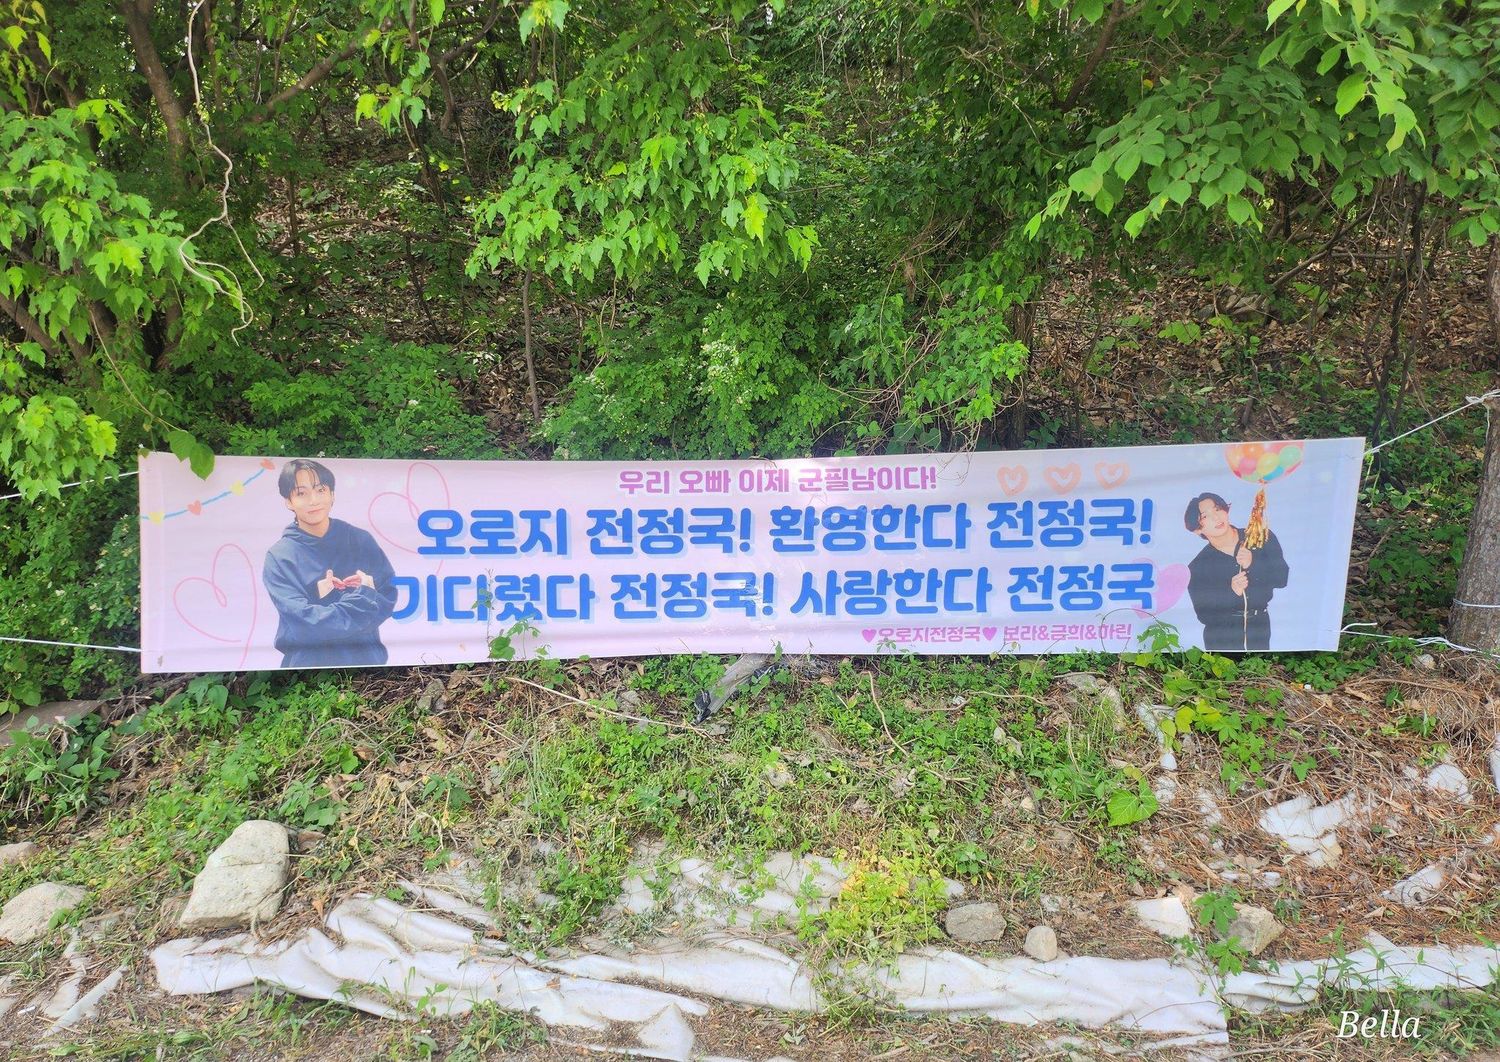 우리 오빠 이제 군필남이다!
오로지 전정국! 환영한다 전정국!
기다렸다 전정국! 사랑한다 전정국
♥오로지전정국♥ 보라&금희&하린
Bella